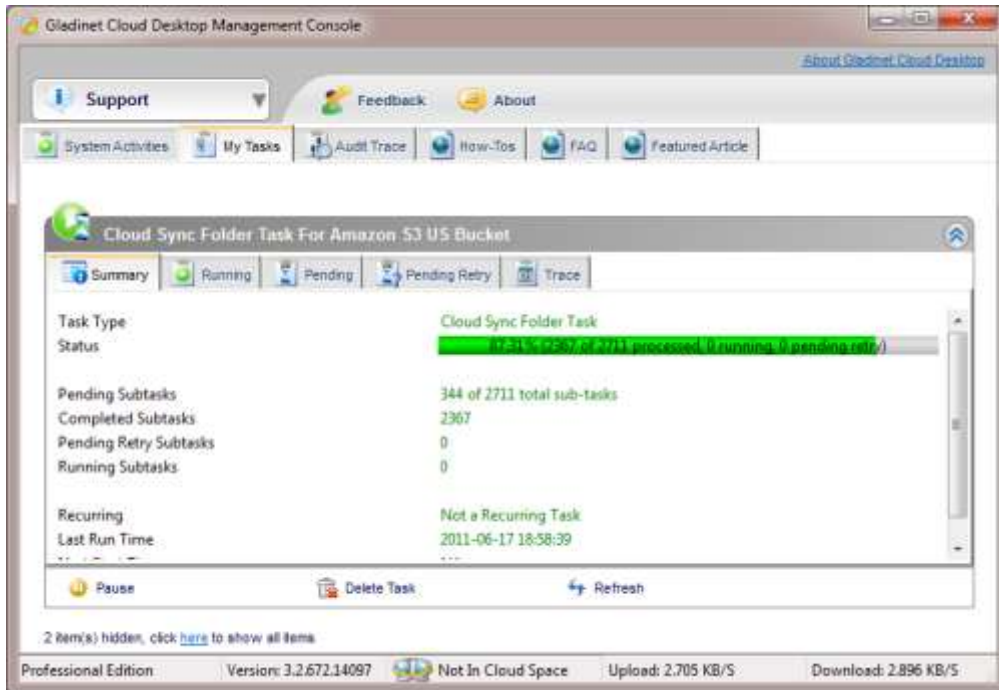 Gladinet Cloud Desktop Management Console
About Gladinet Cloud Desktop
Support
Feedback
About
System Activities
My Tasks
Audit Trace
How-Tos
FAQ
Featured Article
Cloud Sync Folder Task For Amazon S3 US Bucket
Summary
Running
Pending
Pending Retry
Trace
Task Type Cloud Sync Folder Task
Status 87.31 % (2367 of 2711 processed, 0 running, 0 pending retry)
Pending Subtasks 344 of 2711 total sub-tasks
Completed Subtasks 2367
Pending Retry Subtasks 0
Running Subtasks 0
Recurring Not a Recurring Task
Last Run Time 2011-06-17 18:58:39
Pause
Delete Task
Refresh
2 item(s) hidden, click here to show all items
Professional Edition Version: 3.2.672.14097 Not In Cloud Space Upload: 2.705 KB/S Download: 2.896 KB/S